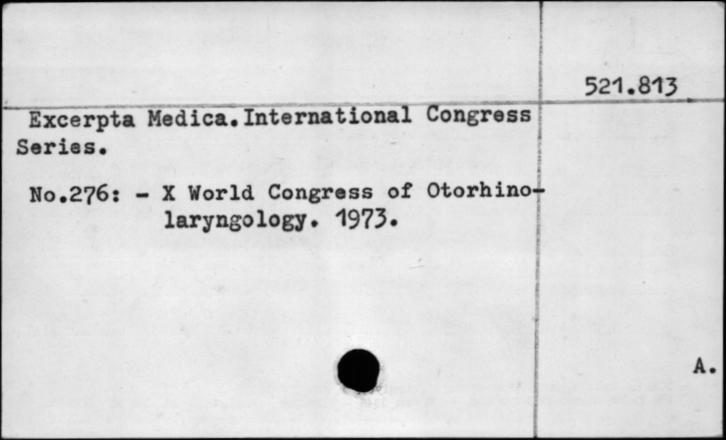 521.813
Excerpta Medica.International Congress
Series.
No.276: - X World Congress of Otorhino-
laryngology. 1973.
A.